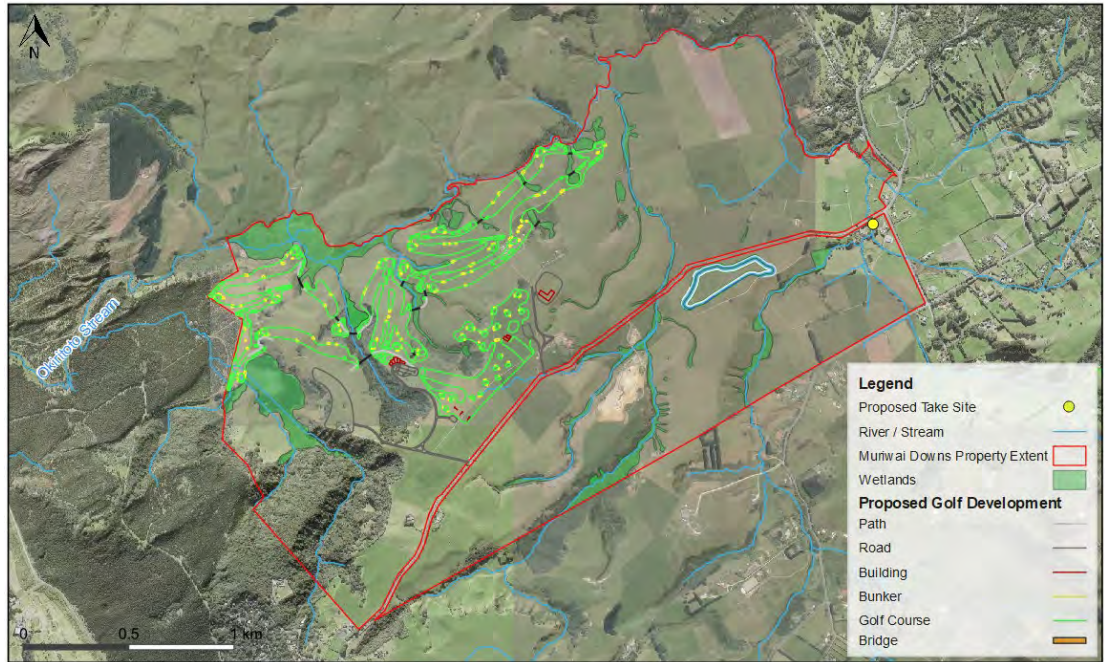 N
Okiritoto Stream
0 0.5 1 km
Legend
Proposed Take Site
River / Stream
Muriwai Downs Property Extent
Wetlands
Proposed Golf Development
Path
Road
Building
Bunker
Golf Course
Bridge